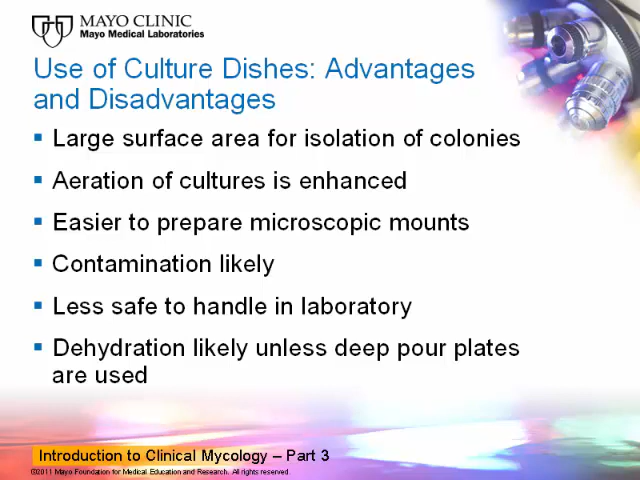 MAYO CLINIC
Mayo Medical Laboratories
Use of Culture Dishes: Advantages
and Disadvantages
▪ Large surface area for isolation of colonies
▪ Aeration of cultures is enhanced
▪ Easier to prepare microscopic mounts
▪ Contamination likely
▪ Less safe to handle in laboratory
▪ Dehydration likely unless deep pour plates
are used
Introduction to Clinical Mycology – Part 3
©2011 Mayo Foundation for Medical Education and Research. All rights reserved.